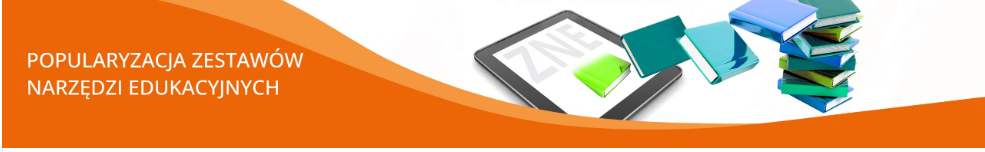 POPULARYZACJA ZESTAWÓW
NARZĘDZI EDUKACYJNYCH
ZNE